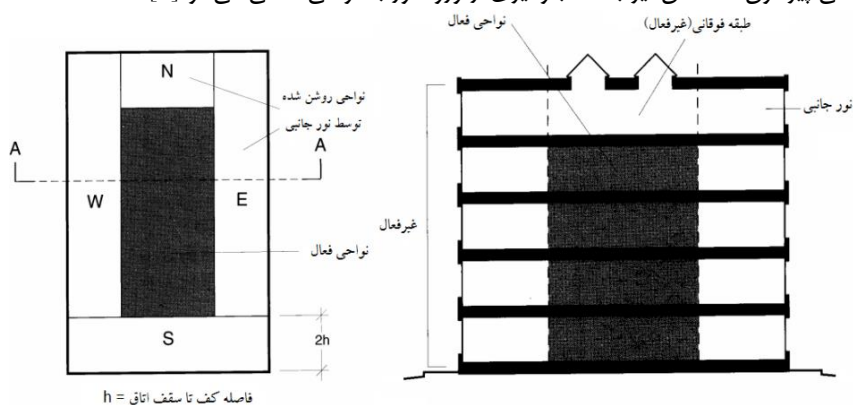 نواحی فعال
طبقه فوقانی(غیرفعال)
نور جانبی
غیرفعال
N
نواحی روشن شده
توسط نور جانبی
A
A
W
E
نواحی فعال
S
2h
فاصله کف تا سقف اتاق = h